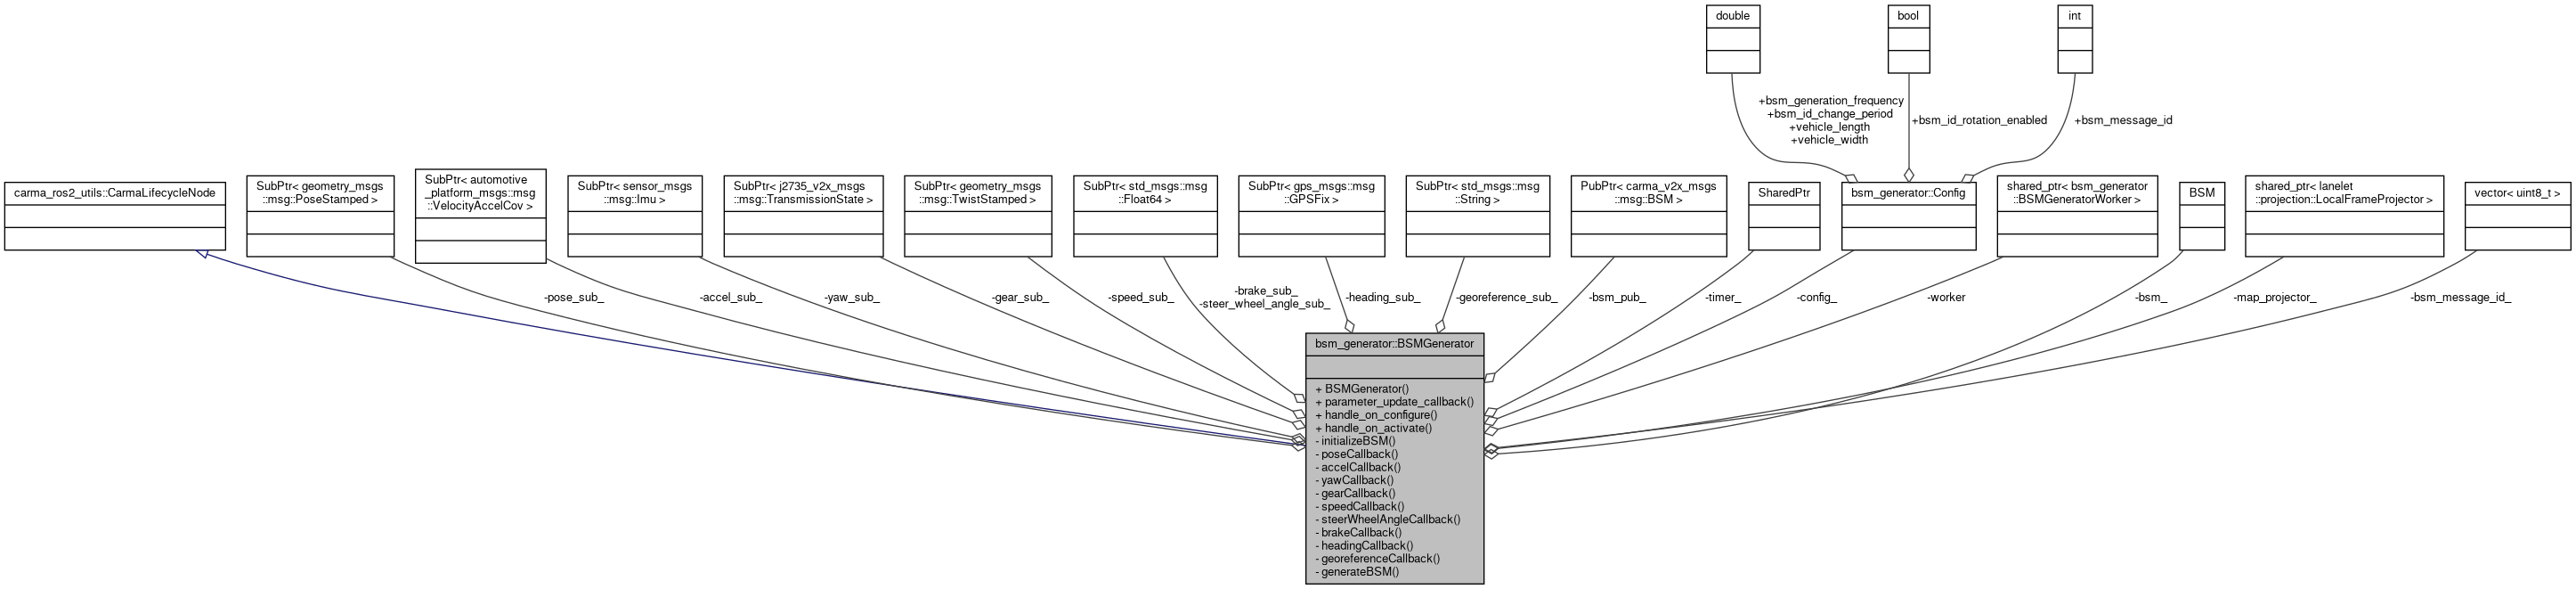 double
bool
int
+bsm_generation_frequency
+bsm_id_change_period
+vehicle_length
+vehicle_width
+bsm_id_rotation_enabled
+bsm_message_id
carma_ros2_utils::CarmaLifecycleNode
SubPtr< geometry_msgs
::msg::PoseStamped >
SubPtr< automotive
_platform_msgs::msg
::VelocityAccelCov >
SubPtr< sensor_msgs
::msg::Imu >
SubPtr< j2735_v2x_msgs
::msg::TransmissionState >
SubPtr< geometry_msgs
::msg::TwistStamped >
SubPtr< std_msgs::msg
::Float64 >
SubPtr< gps_msgs::msg
::GPSFix >
SubPtr< std_msgs::msg
::String >
PubPtr< carma_v2x_msgs
::msg::BSM >
SharedPtr
bsm_generator::Config
shared_ptr< bsm_generator
::BSMGeneratorWorker >
BSM
shared_ptr< lanelet
::projection::LocalFrameProjector >
vector< uint8_t >
-pose_sub_
-accel_sub_
-yaw_sub_
-gear_sub_
-speed_sub_
-brake_sub_
-steer_wheel_angle_sub_
-heading_sub_
-georeference_sub_
-bsm_pub_
-timer_
-config_
-worker
-bsm_
-map_projector_
-bsm_message_id_
bsm_generator::BSMGenerator
+ BSMGenerator()
+ parameter_update_callback()
+ handle_on_configure()
+ handle_on_activate()
- initializeBSM()
- poseCallback()
- accelCallback()
- yawCallback()
- gearCallback()
- speedCallback()
- steerWheelAngleCallback()
- brakeCallback()
- headingCallback()
- georeferenceCallback()
- generateBSM()